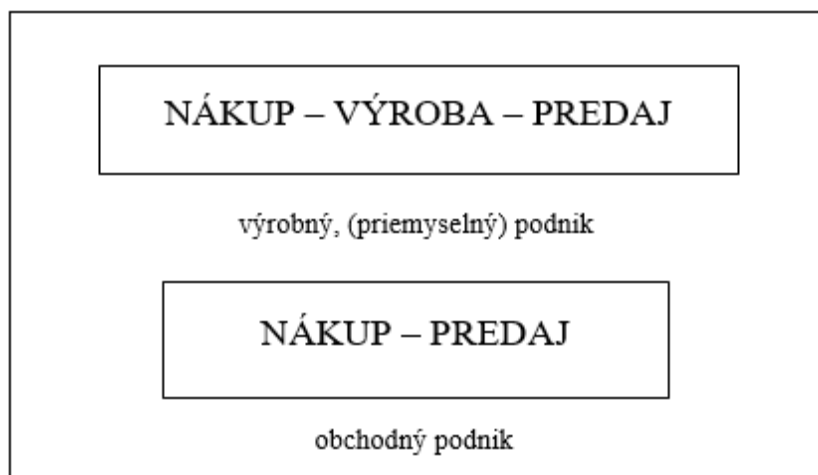 NÁKUP – VÝROBA – PREDAJ
výrobný, (priemyselný) podnik
NÁKUP – PREDAJ
obchodný podnik